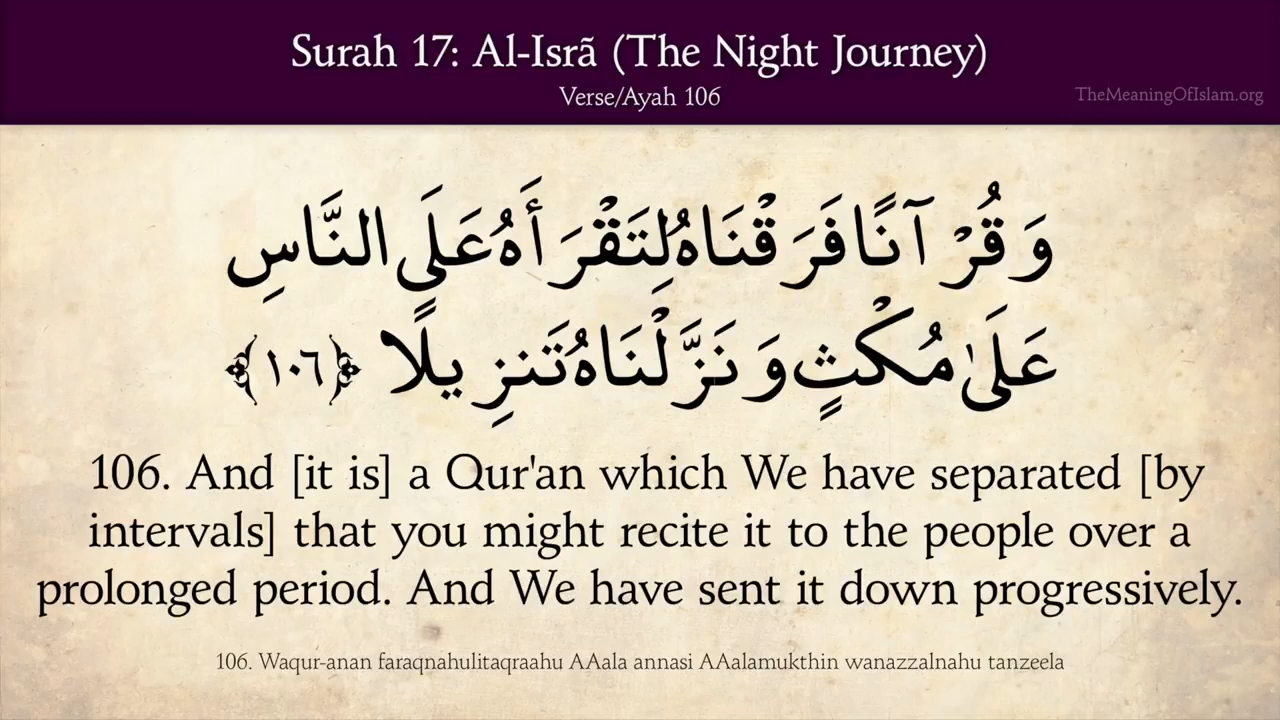 Surah 17: Al-Isrã (The Night Journey)
Verse/Ayah 106
TheMeaningOfIslam.org
وَقُرْآنًا فَرَقْنَاهُ لِتَقْرَأَهُ عَلَى النَّاسِ
عَلَىٰ مُكْثٍ وَنَزَّلْنَاهُ تَنزِيلًا ﴿١٠٦﴾
106. And [it is] a Qur'an which We have separated [by
intervals] that you might recite it to the people over a
prolonged period. And We have sent it down progressively.
106. Waqur-anan faraqnahulitaqraahu AAala annasi AAalamukthin wanazzalnahu tanzeela